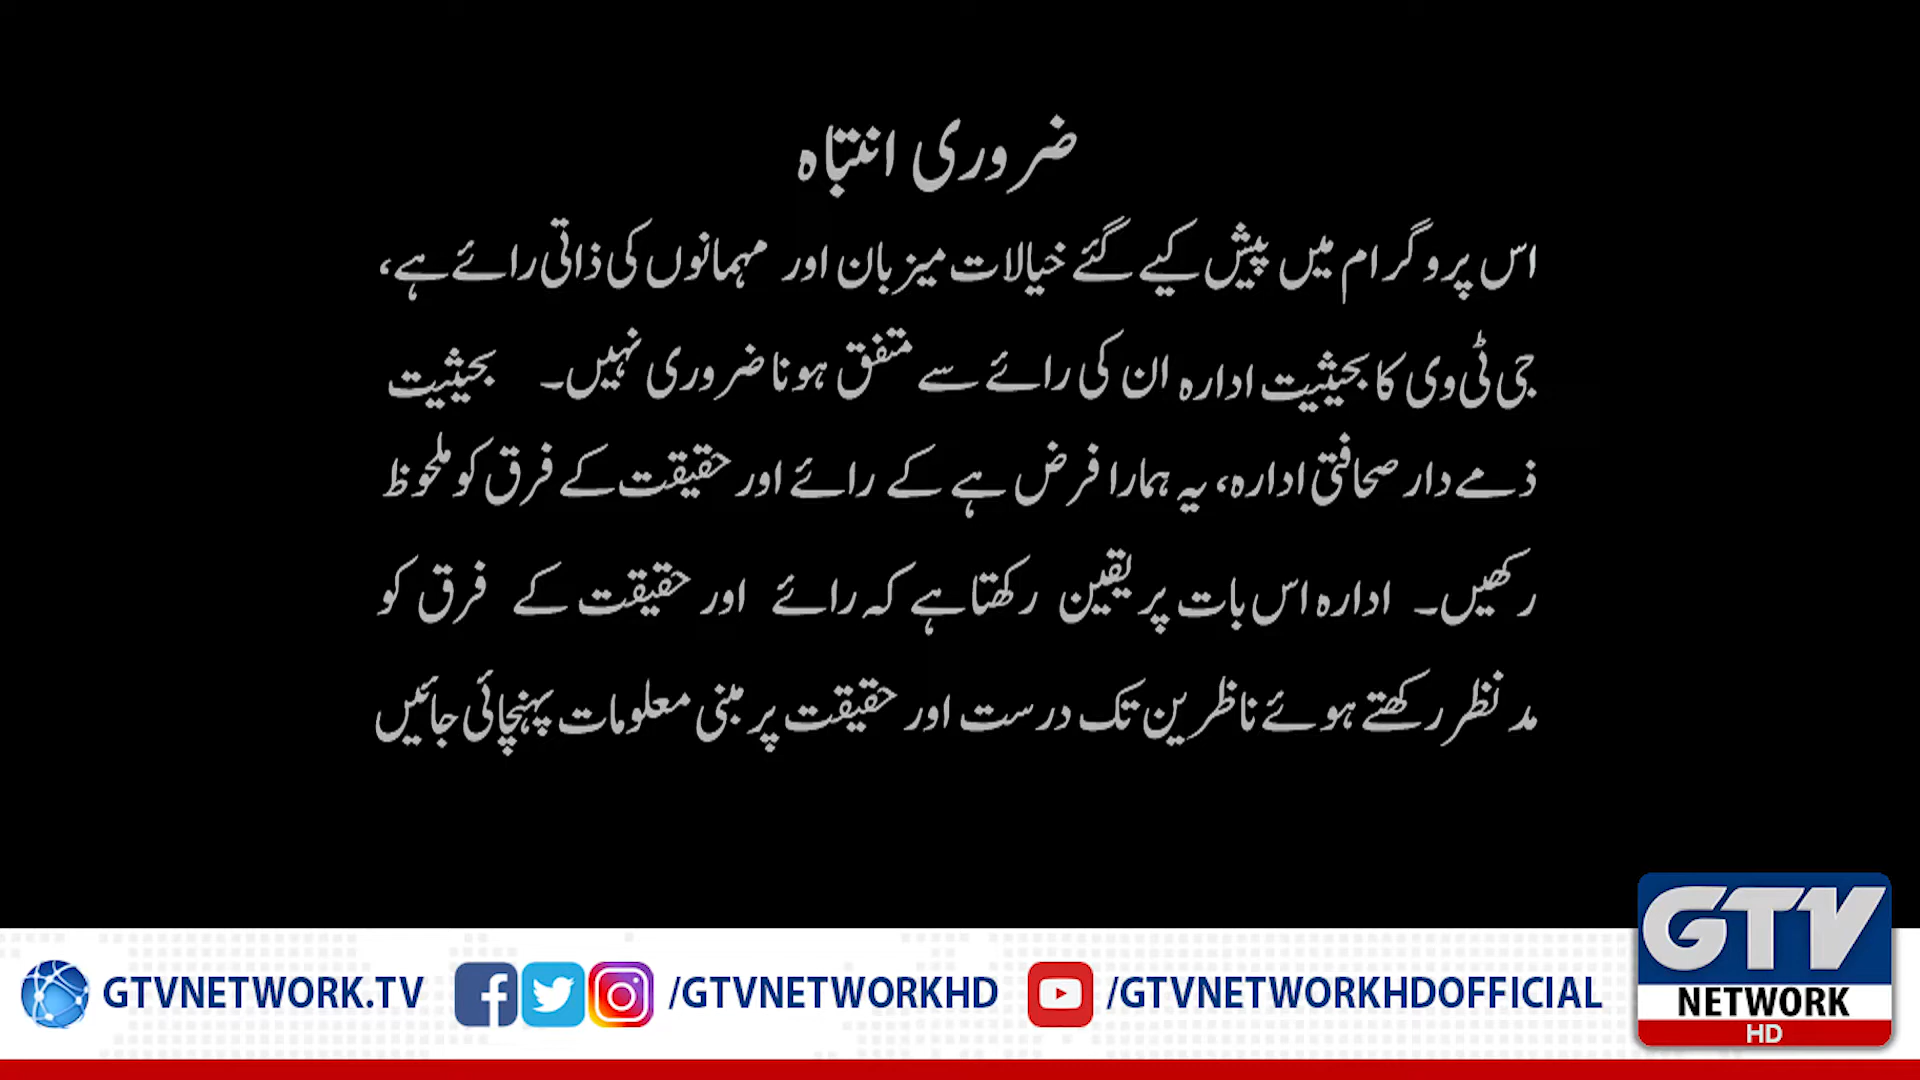 ضروری انتباہ
اس پروگرام میں پیش کیے گئے خیالات میزبان اور مہمانوں کی ذاتی رائے ہے،
جی ٹی وی کا بحیثیت ادارہ ان کی رائے سے متفق ہونا ضروری نہیں۔ بحیثیت
ذمے دار صحافتی ادارہ، یہ ہمارا فرض ہے کے رائے اور حقیقت کے فرق کو ملحوظ
رکھیں۔ ادارہ اس بات پر یقین رکھتا ہے کہ رائے اور حقیقت کے فرق کو
مد نظر رکھتے ہوئے ناظرین تک درست اور حقیقت پر مبنی معلومات پہنچائی جائیں
GTVNETWORK.TV /GTVNETWORKHD /GTVNETWORKHDOFFICIAL
GTV
NETWORK
HD